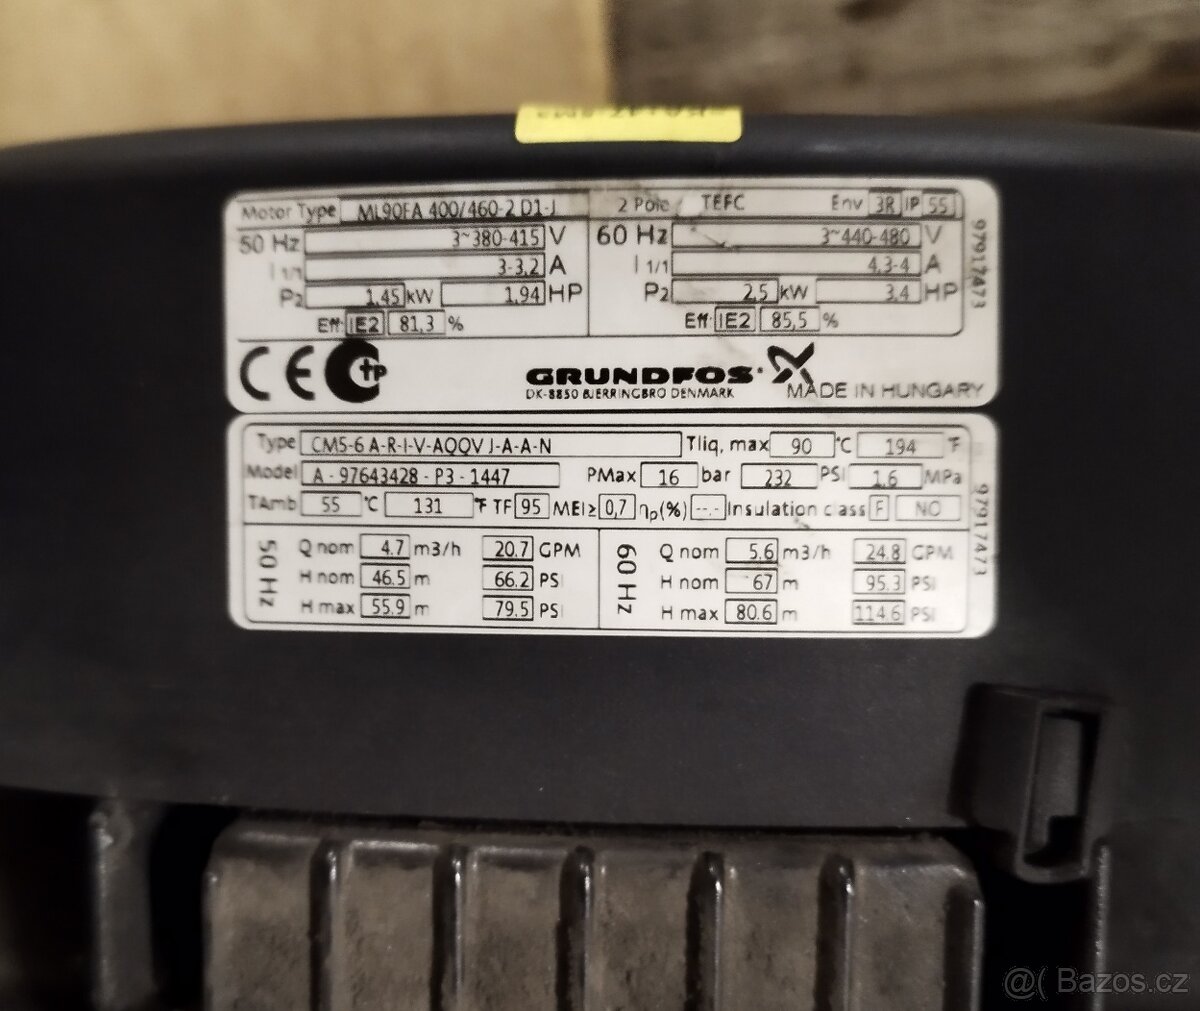 Motor Type ML90FA 400/460-2 D1-J 2 Pole TEFC Env 3R IP 55
50 Hz 3~380-415 V 60 Hz 3~440-480 V
I 1/1 3-3,2 A I 1/1 4,3-4 A
P2 1,45 kW 1,94 HP P2 2,5 kW 3,4 HP
Eff: IE2 81,3 % Eff: IE2 85,5 %
97917473
CE tp GRUNDFOS
DK-8850 BJERRINGBRO DENMARK MADE IN HUNGARY
Type CM5-6 A-R-I-V-AQQV J-A-A-N Tliq, max 90 °C 194 °F
Model A - 97643428 - P3 - 1447 PMax 16 bar 232 PSI 1.6 MPa
TAmb 55 °C 131 °F TF 95 MEI≥ 0,7 ηp(%) --.- Insulation class F NO
50 Hz Q nom 4.7 m3/h 20.7 GPM 60 Hz Q nom 5.6 m3/h 24.8 GPM
H nom 46.5 m 66.2 PSI H nom 67 m 95.3 PSI
H max 55.9 m 79.5 PSI H max 80.6 m 114.6 PSI
97917473
@( Bazos.cz